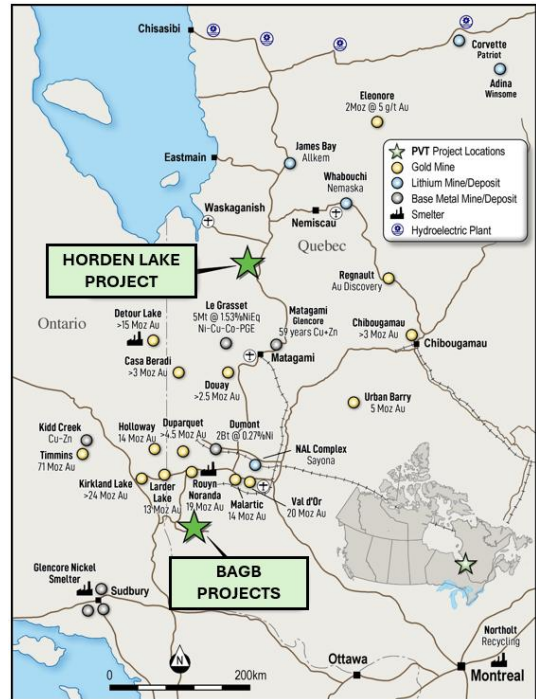 Chisasibi
Corvette
Patriot
Adina
Winsome
Eleonore
2Moz @ 5 g/t Au
PVT Project Locations
Gold Mine
Lithium Mine/Deposit
Base Metal Mine/Deposit
Smelter
Hydroelectric Plant
James Bay
Allkem
Eastmain
Whabouchi
Nemaska
Waskaganish
Nemiscau
Quebec
HORDEN LAKE
PROJECT
Regnault
Au Discovery
Ontario
Detour Lake
>15 Moz Au
Le Grasset
5Mt @ 1.53%NiEq
Ni-Cu-Co-PGE
Matagami
Glencore
59 years Cu+Zn
Chibougamau
>3 Moz Au
Chibougamau
Matagami
Casa Beradi
>3 Moz Au
Douay
>2.5 Moz Au
Urban Barry
5 Moz Au
Kidd Creek
Cu-Zn
Timmins
71 Moz Au
Holloway
14 Moz Au
Duparquet
>4.5 Moz Au
Dumont
2Bt @ 0.27%Ni
NAL Complex
Sayona
Kirkland Lake
>24 Moz Au
Larder
Lake
13 Moz Au
Rouyn
Noranda
19 Moz Au
Malartic
14 Moz Au
Val d'Or
20 Moz Au
BAGB
PROJECTS
Glencore Nickel
Smelter
Sudbury
N
0
200km
Ottawa
Northolt
Recycling
Montreal